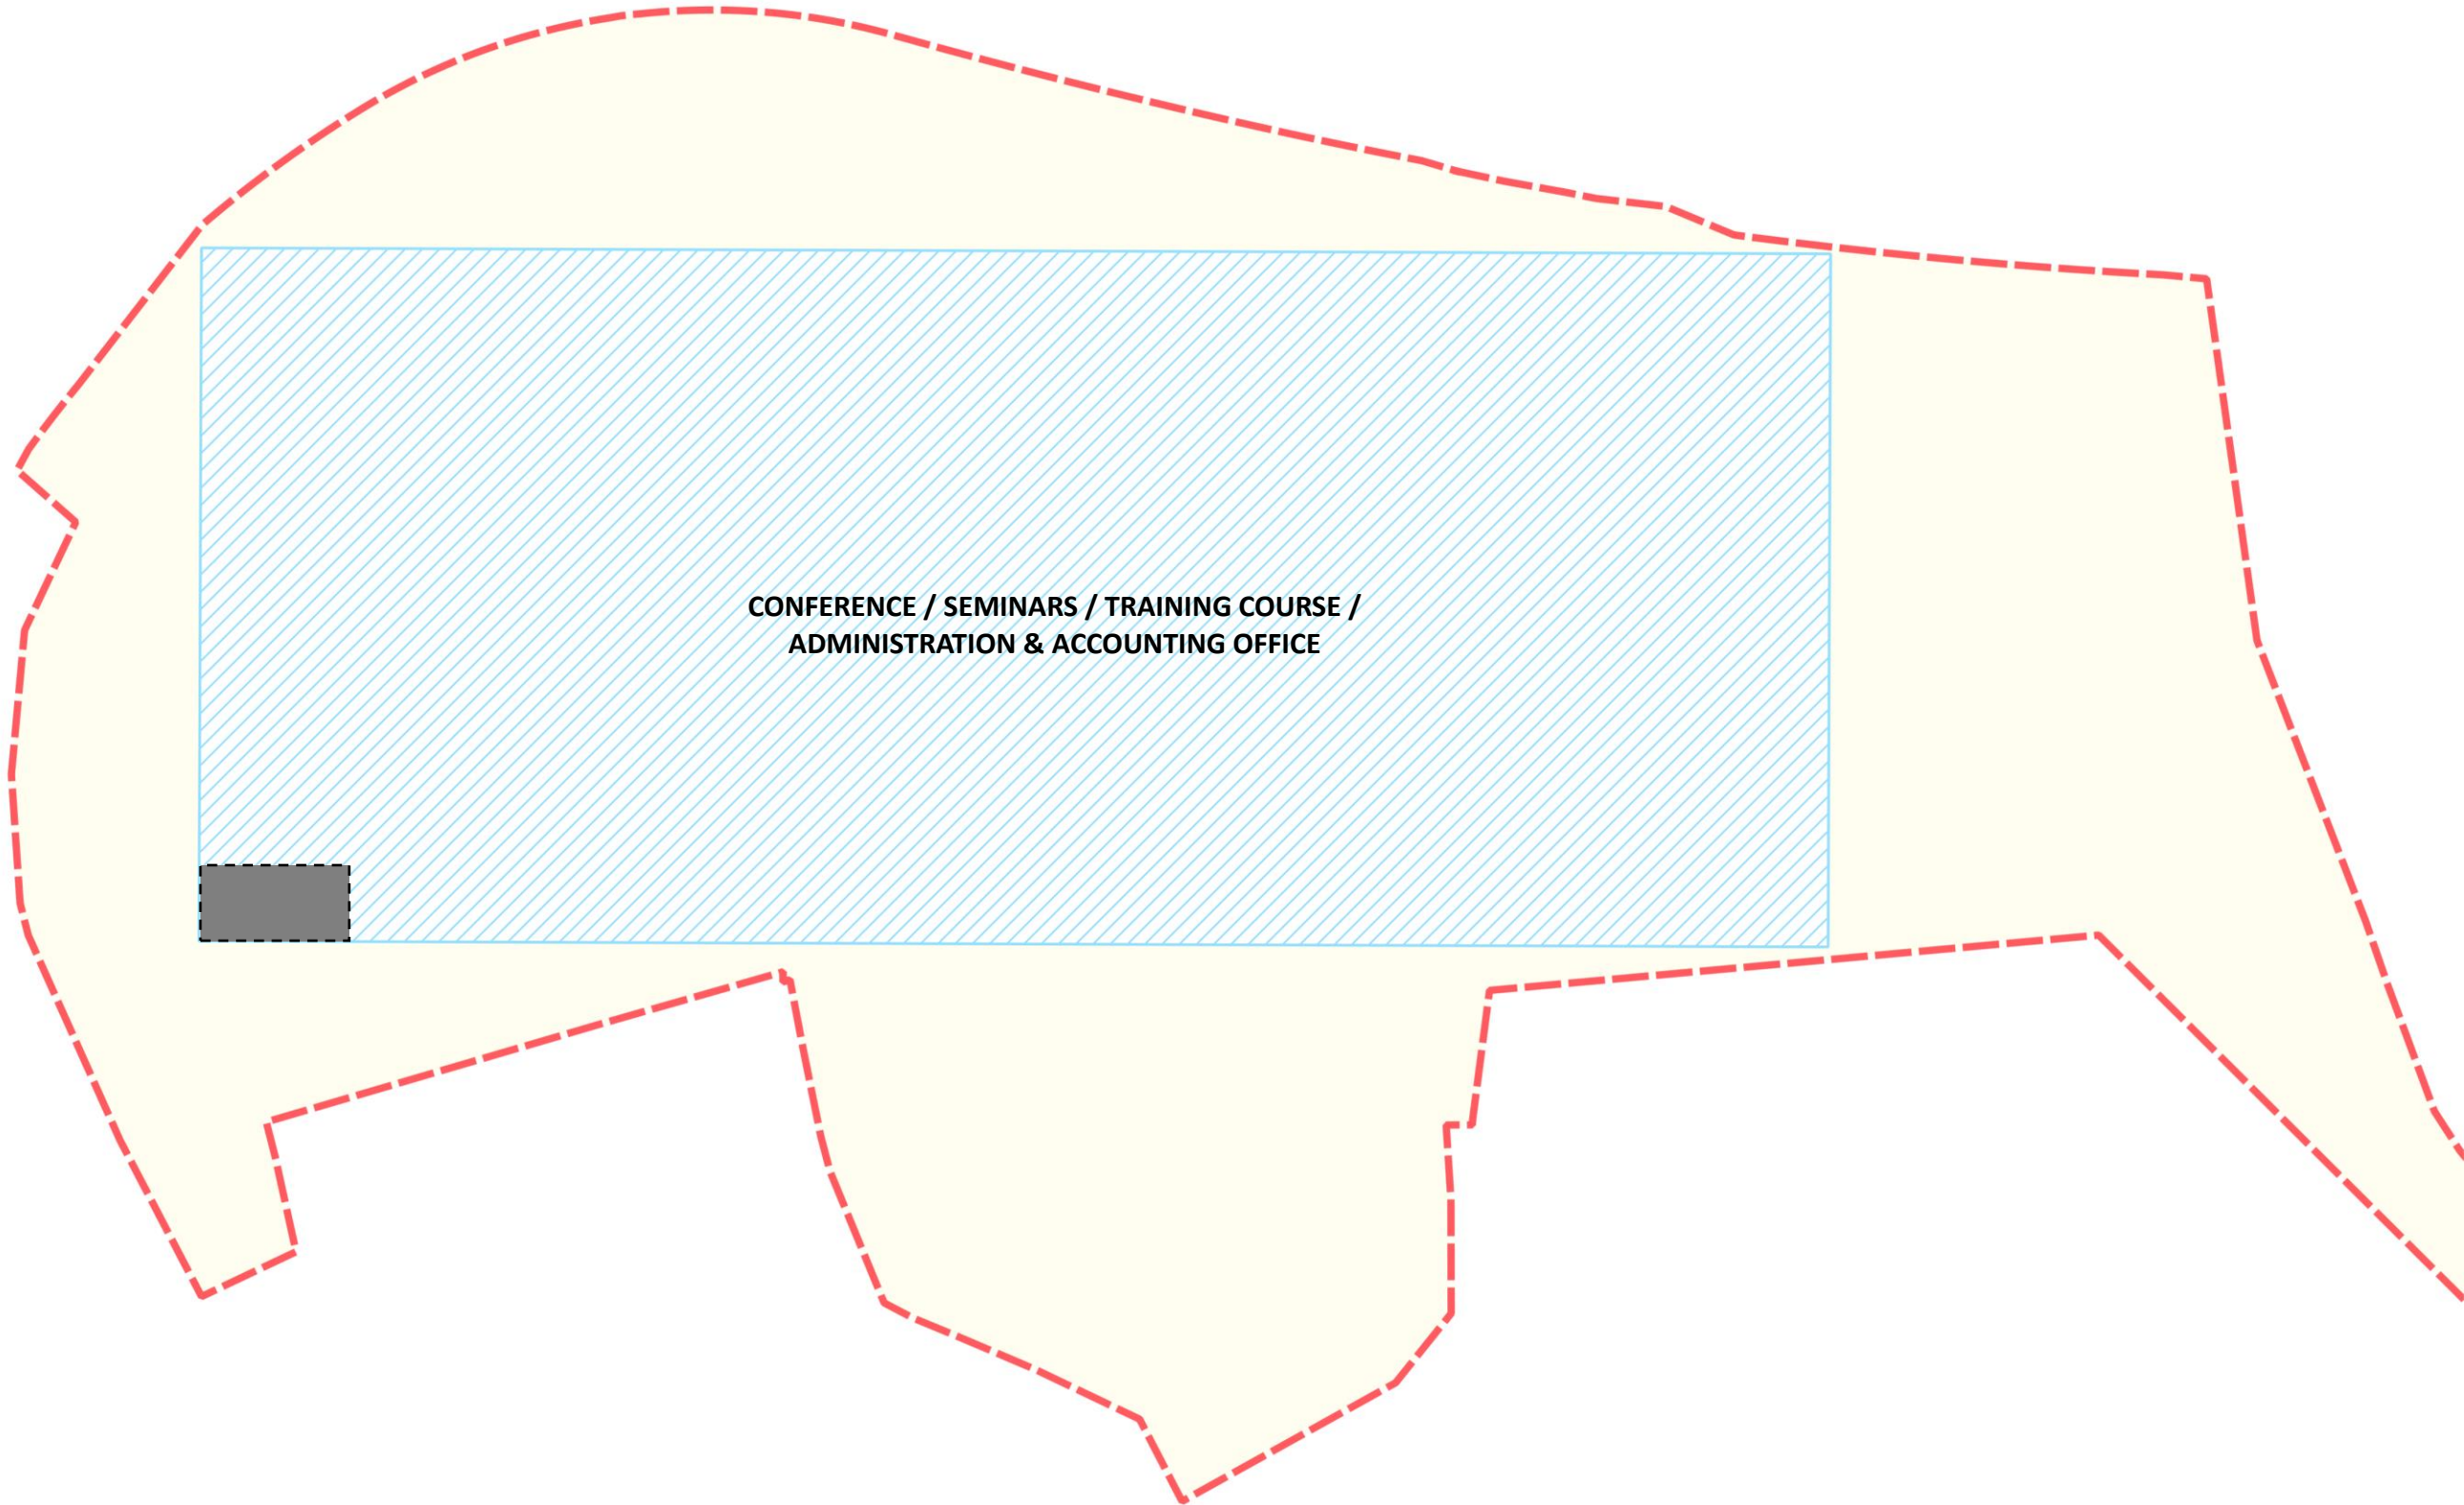 CONFERENCE / SEMINARS / TRAINING COURSE /
ADMINISTRATION & ACCOUNTING OFFICE